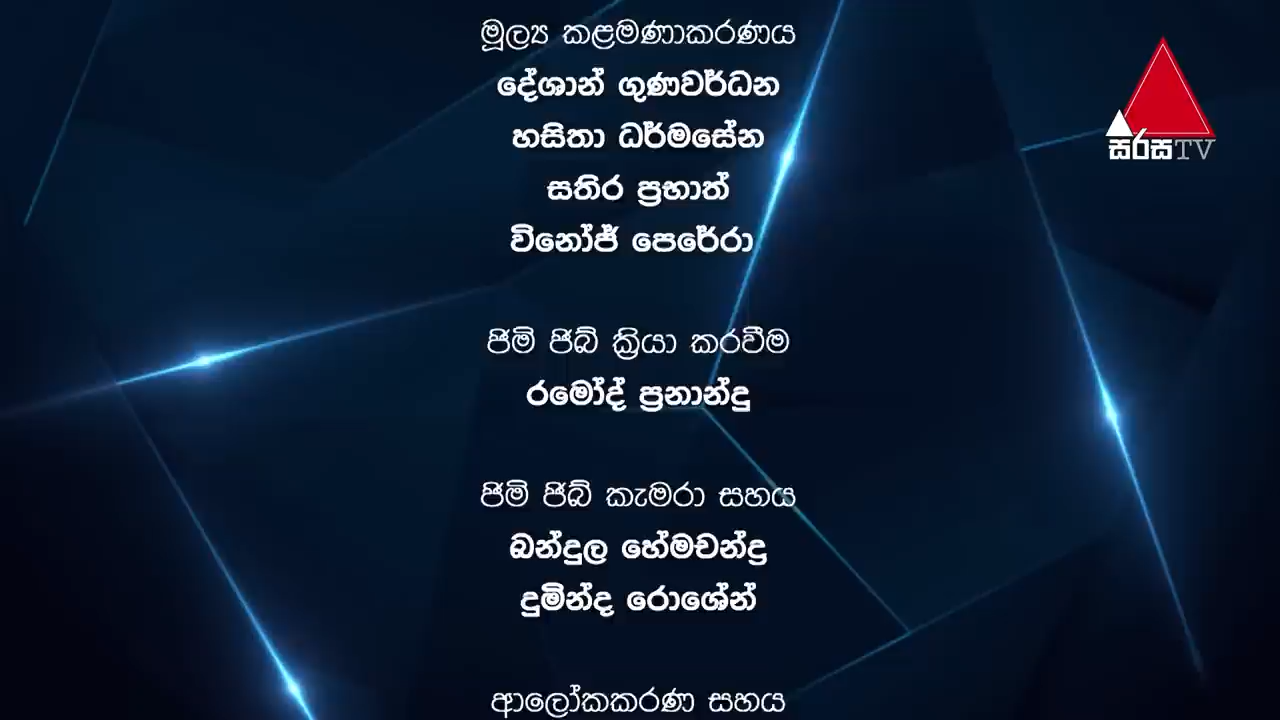 මූල්‍ය කළමණාකරණය
දේශාන් ගුණවර්ධන
හසිතා ධර්මසේන
සතිර ප්‍රභාත්
විනෝජ් පෙරේරා
ජිමි ජිබ් ක්‍රියා කරවීම
රමෝද් ප්‍රනාන්දු
ජිමි ජිබ් කැමරා සහය
බන්දුල හේමචන්ද්‍ර
දුමින්ද රොශේන්
ආලෝකකරණ සහය
සිරස TV